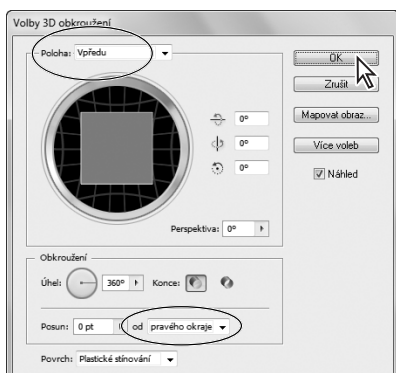 Volby 3D obkroužení
Poloha: Vpředu
OK
Zrušit
Mapovat obraz...
Více voleb
Náhled
0°
0°
0°
Perspektiva: 0°
Obkroužení
Úhel: 360° Konce:
Posun: 0 pt od pravého okraje
Povrch: Plastické stínování